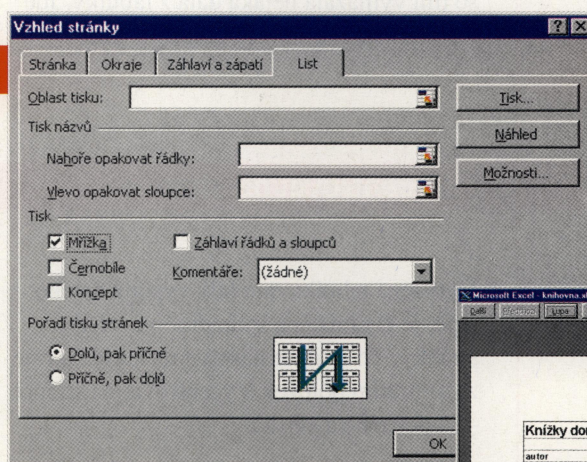 Vzhled stránky
Stránka Okraje Záhlaví a zápatí List
Oblast tisku: Tisk...
Tisk názvů Náhled
Nahoře opakovat řádky: Možnosti...
Vlevo opakovat sloupce:
Tisk
Mřížka Záhlaví řádků a sloupců
Černobíle Komentáře: (žádné)
Koncept
Pořadí tisku stránek
Dolů, pak příčně
Příčně, pak dolů
OK
Microsoft Excel - knihovna.
Další Lupa
Knížky
autor